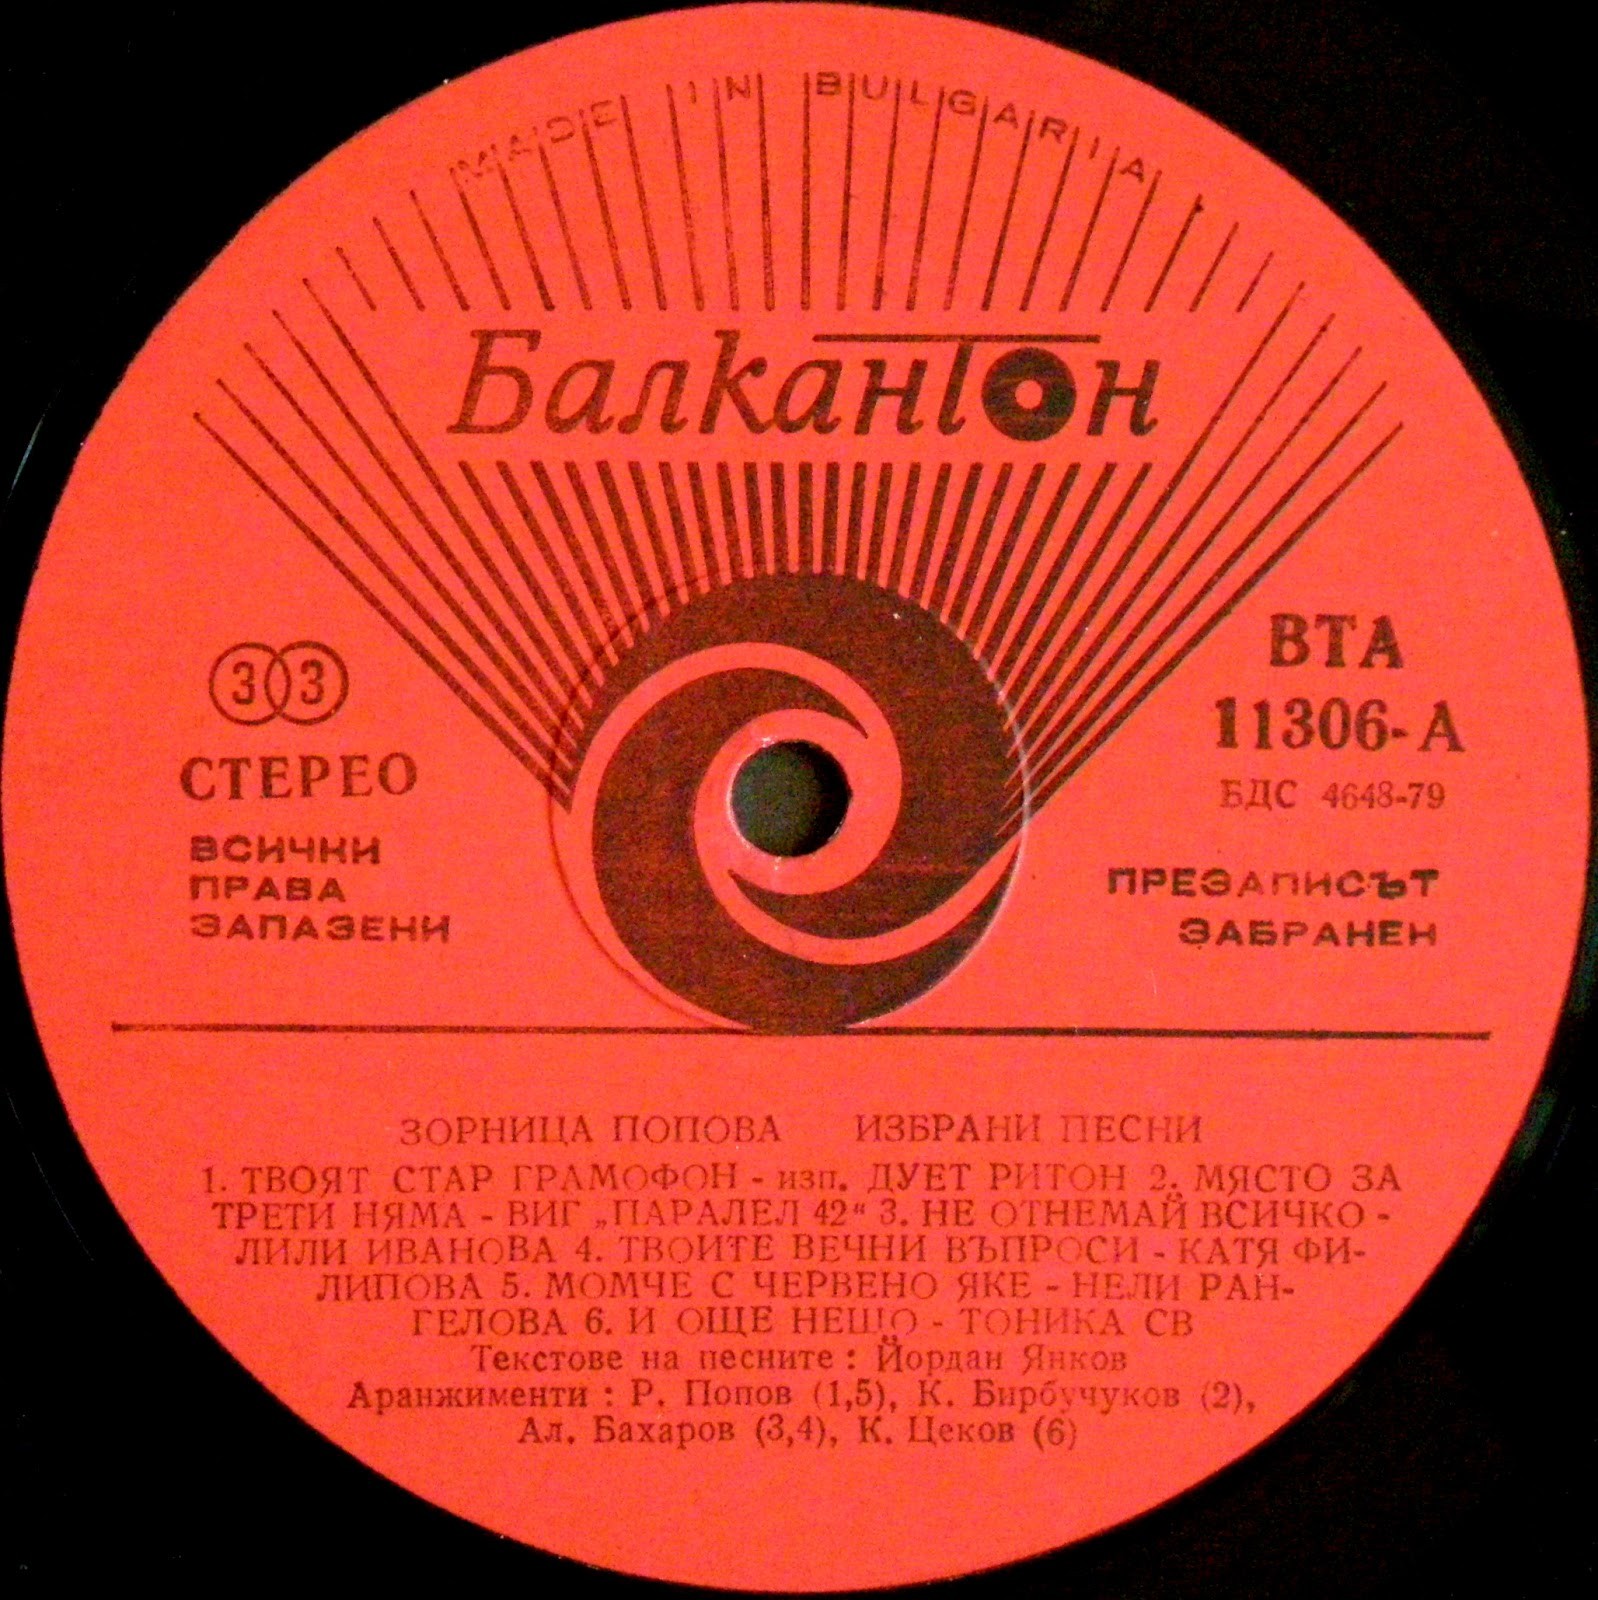 MADE IN BULGARIA
Балкантон
33
СТЕРЕО
ВСИЧКИ
ПРАВА
ЗАПАЗЕНИ
ВТА
11306-А
БДС 4648-79
ПРЕЗАПИСЪТ
ЗАБРАНЕН
ЗОРНИЦА ПОПОВА ИЗБРАНИ ПЕСНИ
1. ТВОЯТ СТАР ГРАМОФОН - изп. ДУЕТ РИТОН 2. МЯСТО ЗА
ТРЕТИ НЯМА - ВИГ „ПАРАЛЕЛ 42“ 3. НЕ ОТНЕМАЙ ВСИЧКО -
ЛИЛИ ИВАНОВА 4. ТВОИТЕ ВЕЧНИ ВЪПРОСИ - КАТЯ ФИ-
ЛИПОВА 5. МОМЧЕ С ЧЕРВЕНО ЯКЕ - НЕЛИ РАН-
ГЕЛОВА 6. И ОЩЕ НЕЩО - ТОНИКА СВ
Текстове на песните : Йордан Янков
Аранжименти : Р. Попов (1,5), К. Бирбучуков (2),
Ал. Бахаров (3,4), К. Цеков (6)